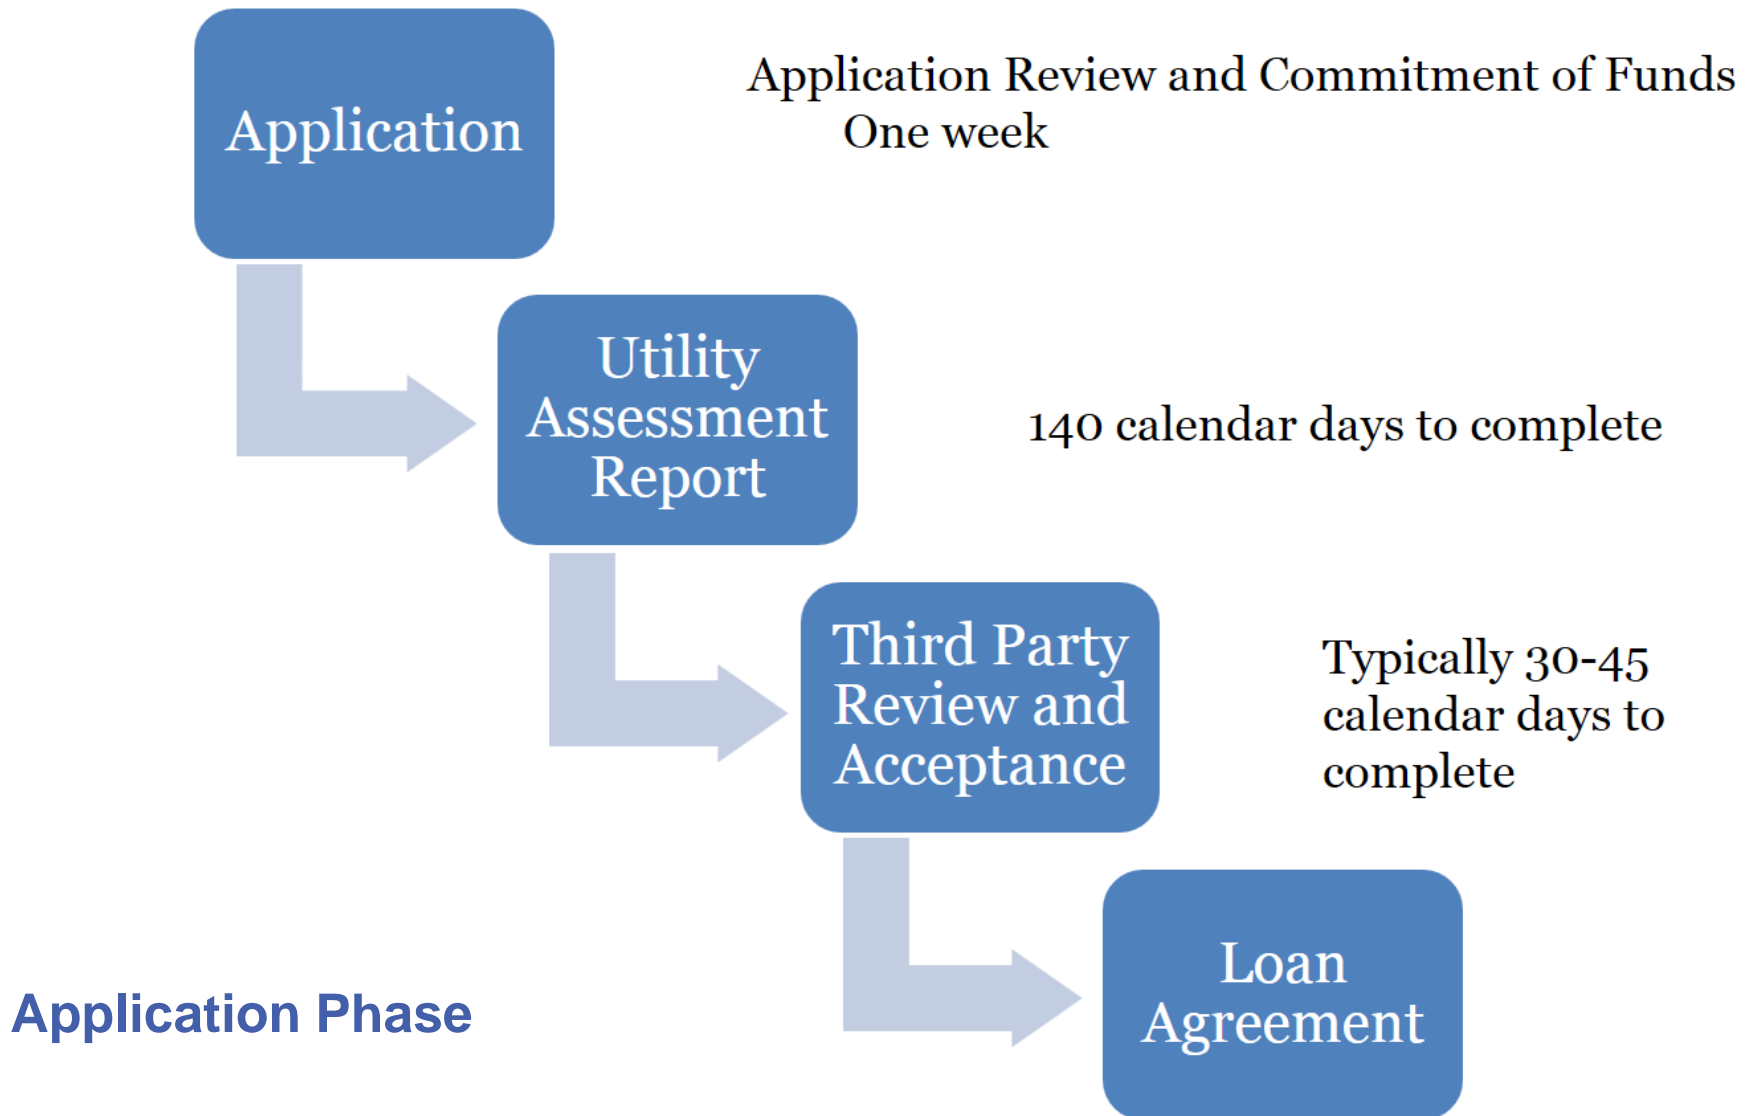 Application
Application Review and Commitment of Funds
One week
Utility
Assessment
Report
140 calendar days to complete
Third Party
Review and
Acceptance
Typically 30-45
calendar days to
complete
Loan
Agreement
Application Phase